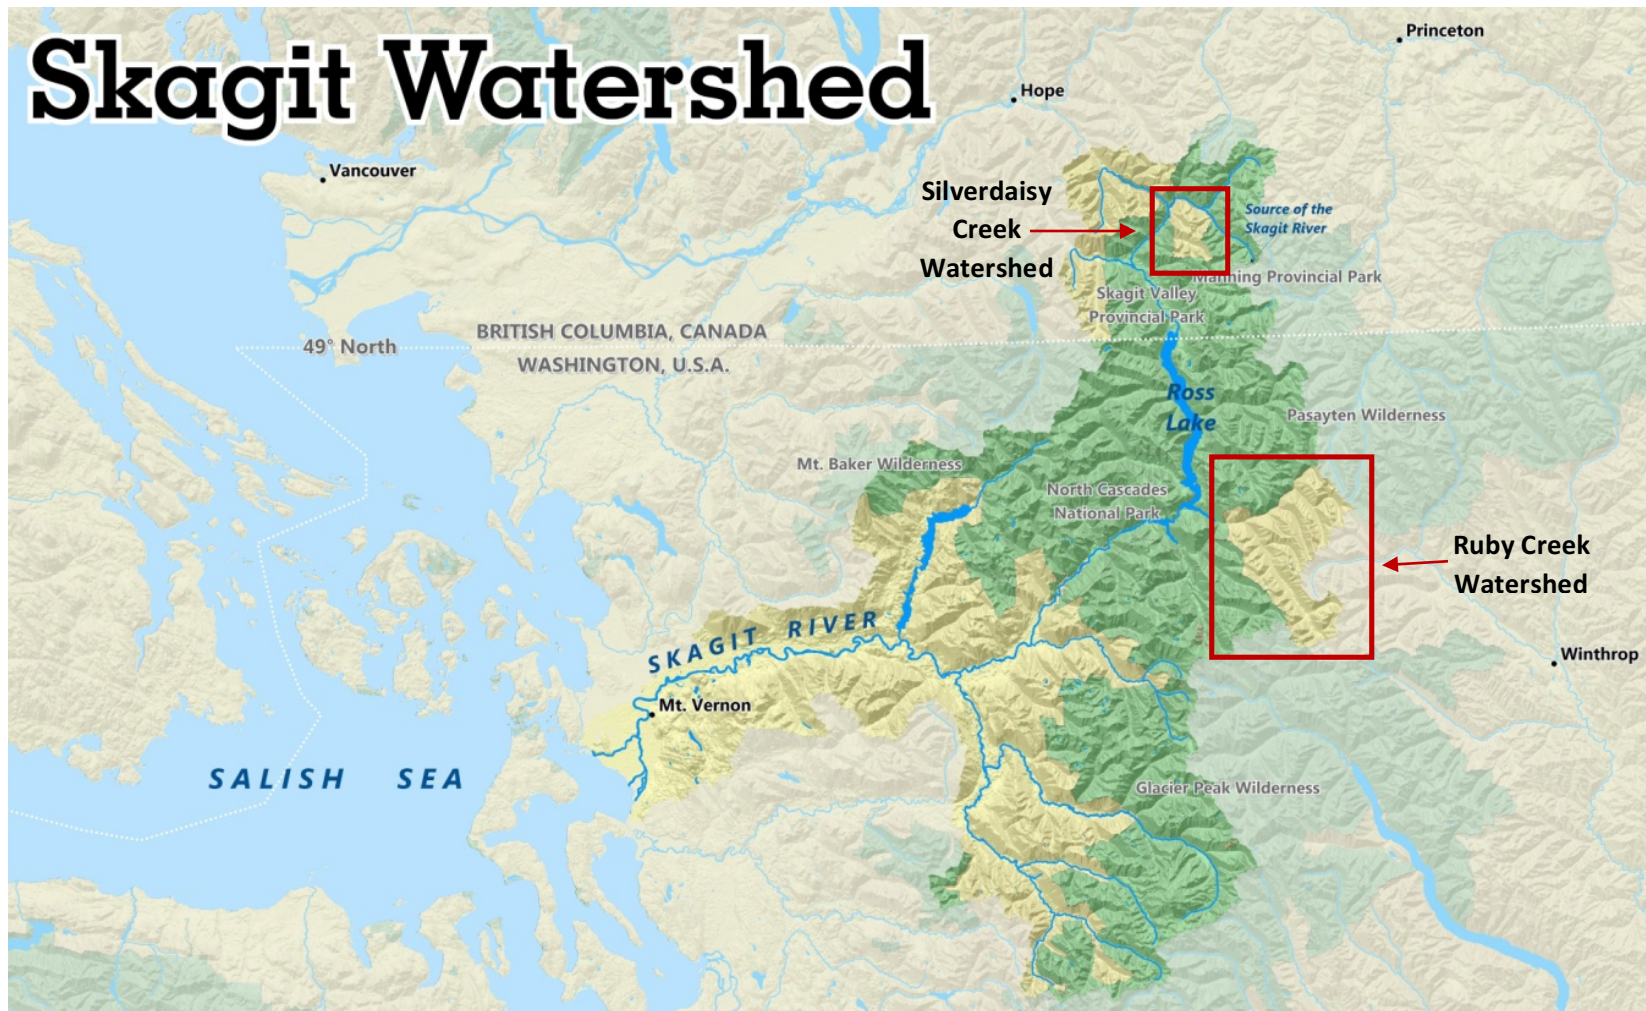 Skagit Watershed
Princeton
Hope
Vancouver
Silverdaisy
Creek
Watershed
Source of the
Skagit River
Manning Provincial Park
Skagit Valley
Provincial Park
BRITISH COLUMBIA, CANADA
49° North
WASHINGTON, U.S.A.
Ross
Lake
Pasayten Wilderness
Mt. Baker Wilderness
North Cascades
National Park
Ruby Creek
Watershed
SKAGIT RIVER
Winthrop
Mt. Vernon
SALISH SEA
Glacier Peak Wilderness